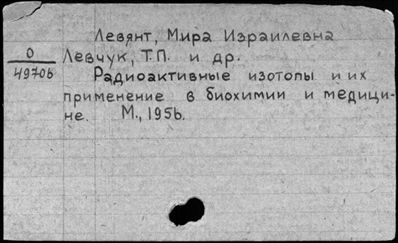 Левянт, Мира Израилевна
О
49706
Левчук, Т.П. и др.
Радиоактивные изотопы и их
применение в биохимии и медици-
не. М., 1956.